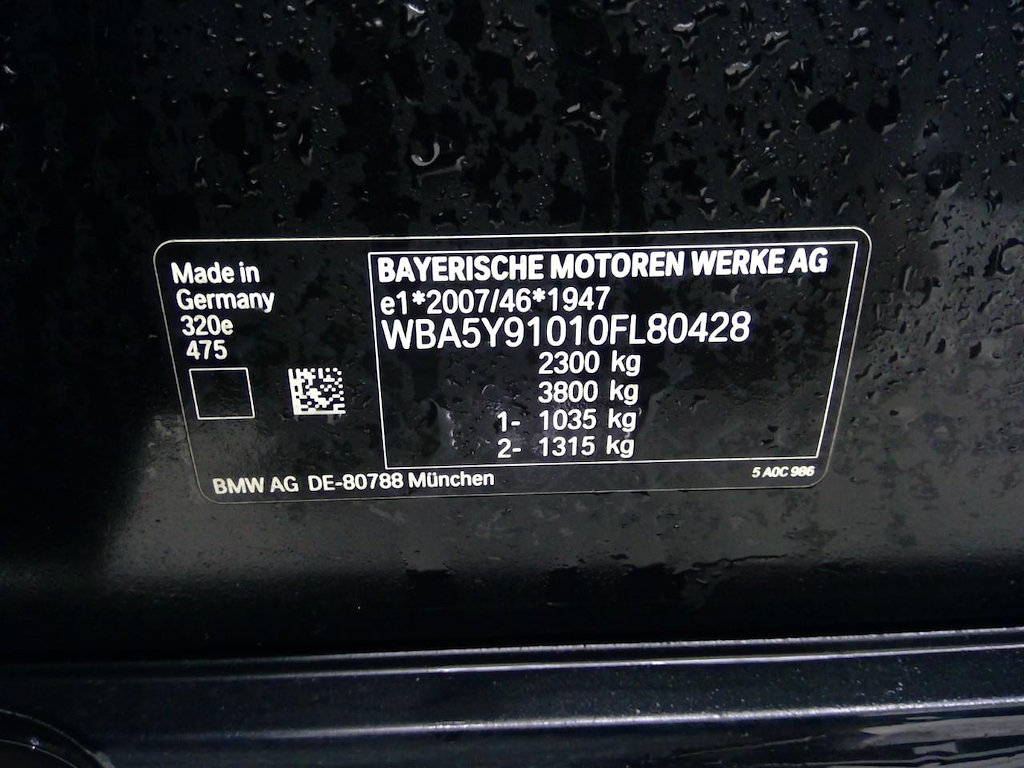 Made in
Germany
320e
475
BAYERISCHE MOTOREN WERKE AG
e1*2007/46*1947
WBA5Y91010FL80428
2300 kg
3800 kg
1- 1035 kg
2- 1315 kg
BMW AG DE-80788 München
5 A0C 986